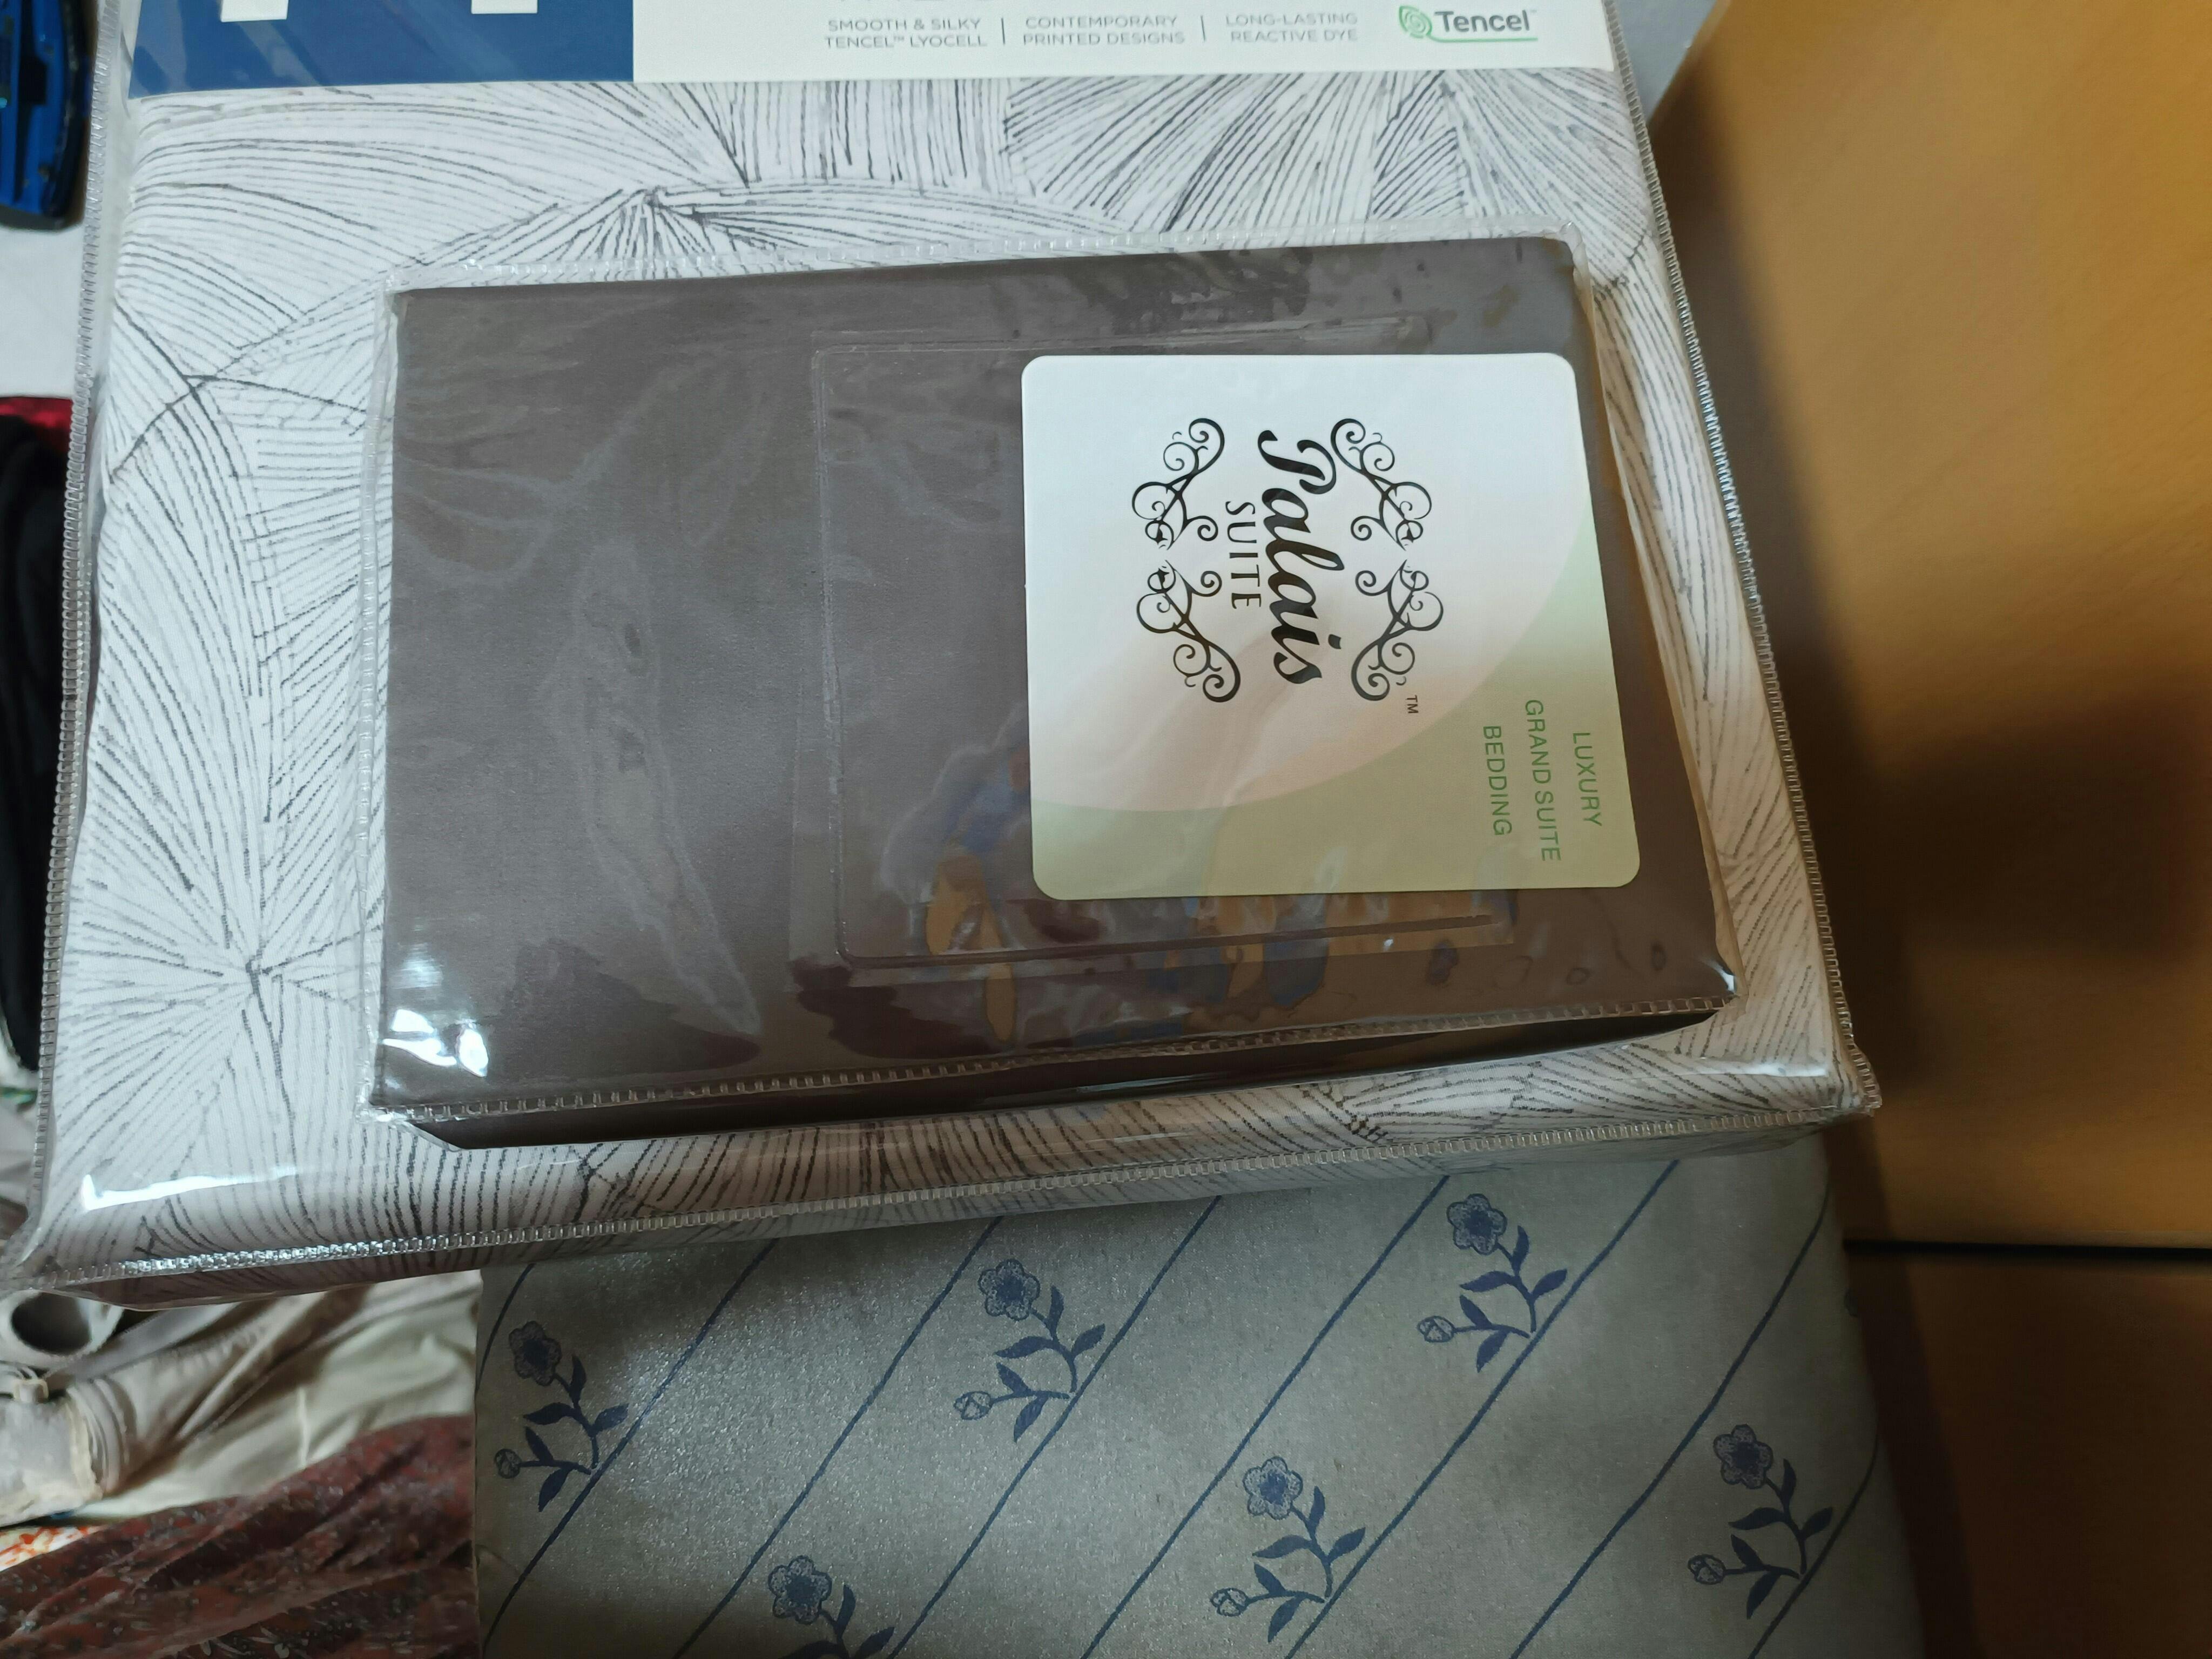 SMOOTH & SILKY
TENCEL™ LYOCELL
CONTEMPORARY
PRINTED DESIGNS
LONG-LASTING
REACTIVE DYE
Tencel™
Palais
SUITE
™
LUXURY
GRAND SUITE
BEDDING